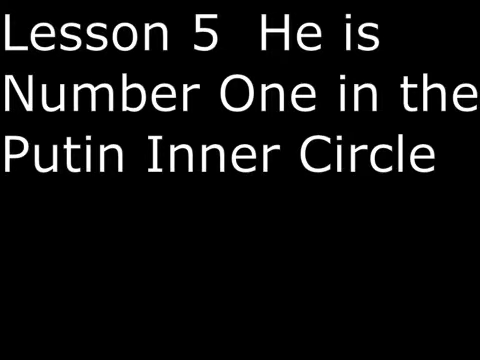 Lesson 5  He is
Number One in the
Putin Inner Circle